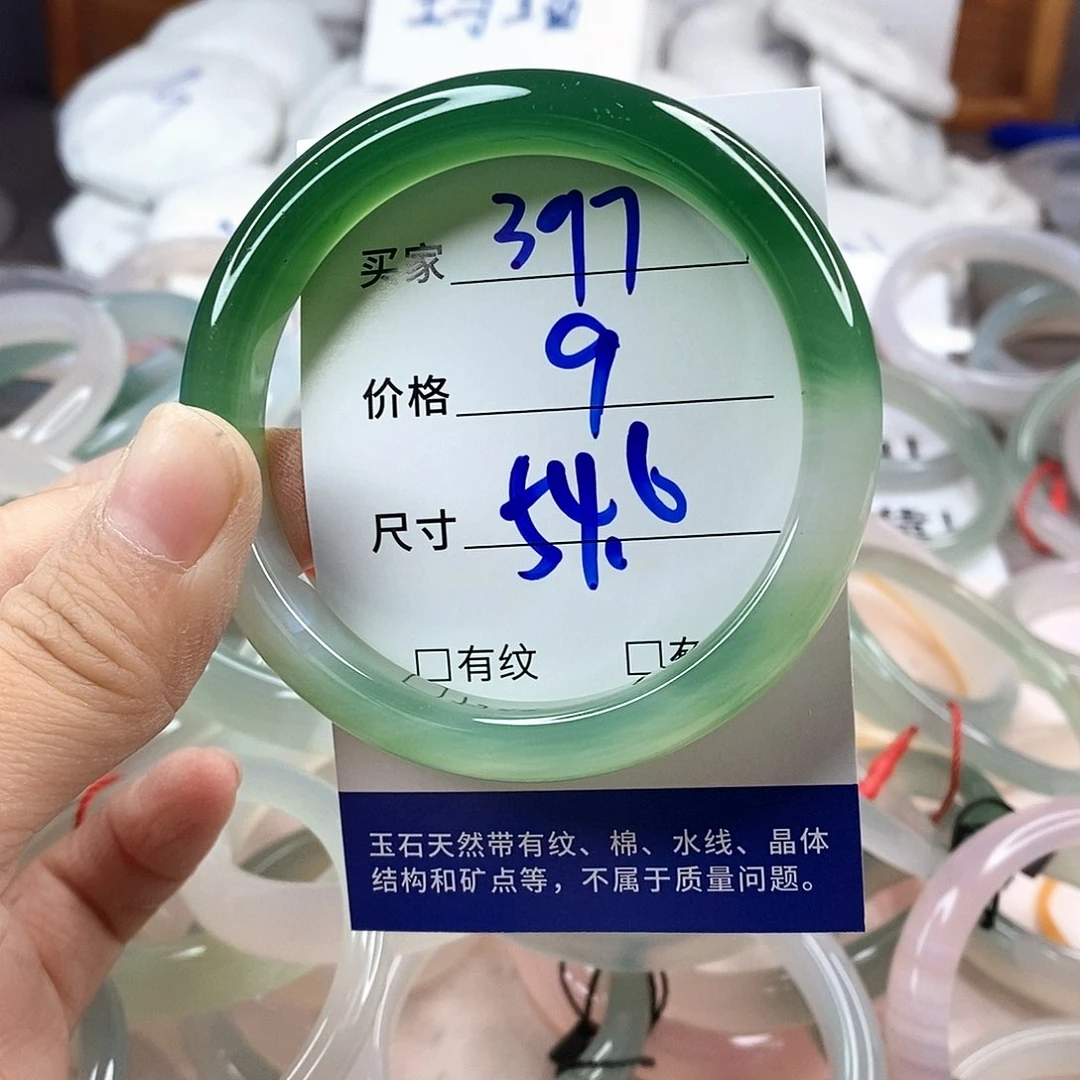 买家 397
价格 9
尺寸 54.6
□有纹 □有
玉石天然带有纹、棉、水线、晶体
结构和矿点等，不属于质量问题。